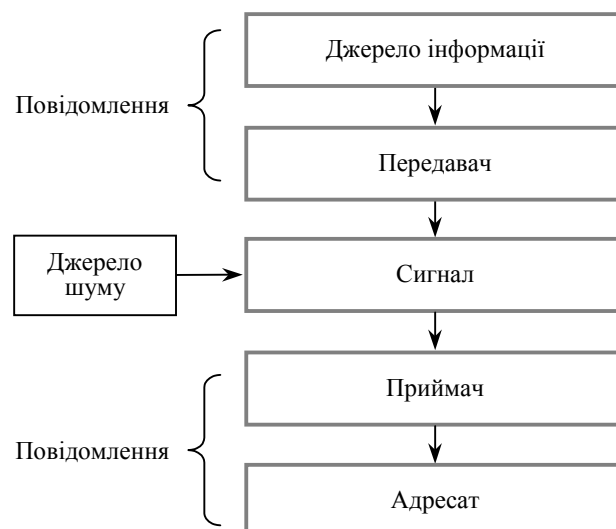 Джерело інформації
Повідомлення
Передавач
Джерело
шуму
Сигнал
Приймач
Повідомлення
Адресат